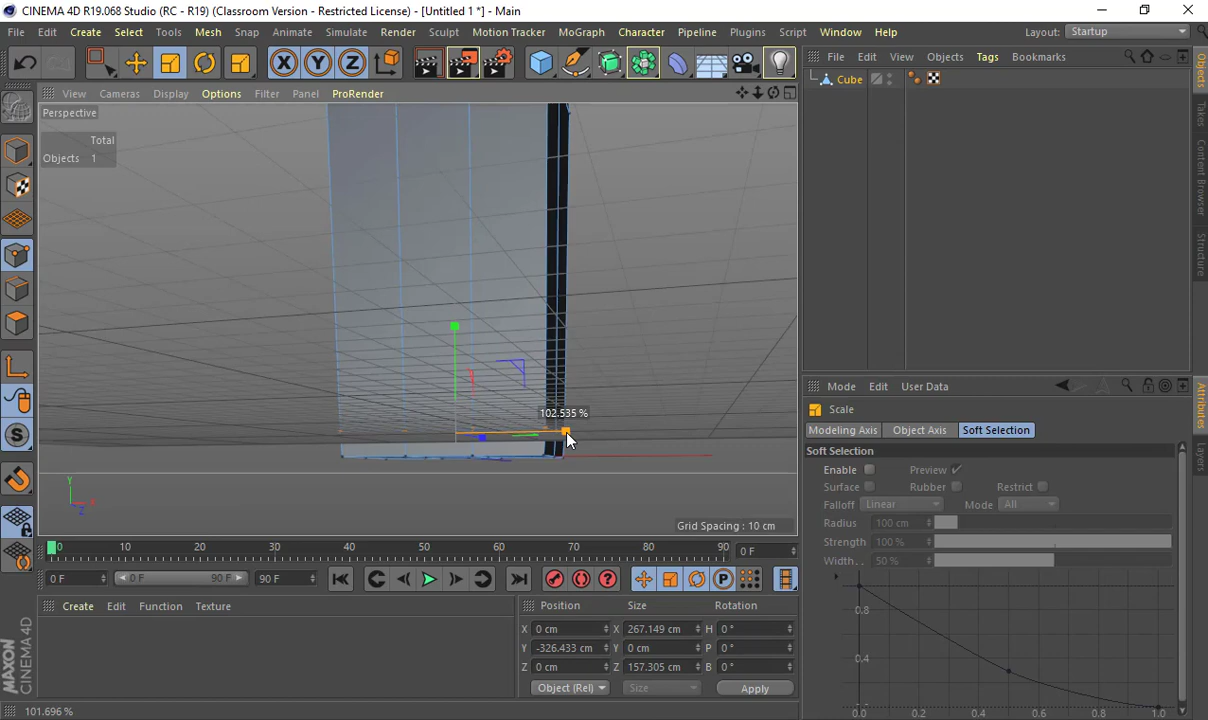 CINEMA 4D R19.068 Studio (RC - R19) (Classroom Version - Restricted License) - [Untitled 1 *] - Main
File Edit Create Select Tools Mesh Snap Animate Simulate Render Sculpt Motion Tracker MoGraph Character Pipeline Plugins Script Window Help Layout: Startup
X Y Z
File Edit View Objects Tags Bookmarks
View Cameras Display Options Filter Panel ProRender
Perspective
Cube
Total
Objects 1
102.535 %
Y
X
Z
Grid Spacing : 10 cm
Objects
Takes
Content Browser
Structure
Mode Edit User Data
Scale
Modeling Axis Object Axis Soft Selection
Soft Selection
Enable Preview
Surface Rubber Restrict
Falloff Linear Mode All
Radius 100 cm
Strength 100 %
Width. . 50 %
0.8
0.4
0.0 0.2 0.4 0.6 0.8 1.0
Attributes
Layers
0 10 20 30 40 50 60 70 80 90 0 F
0 F 0 F 90 F 90 F
P
Create Edit Function Texture
Position Size Rotation
X 0 cm X 267.149 cm H 0 °
Y -326.433 cm Y 0 cm P 0 °
Z 0 cm Z 157.305 cm B 0 °
Object (Rel) Size Apply
MAXON
CINEMA 4D
101.696 %